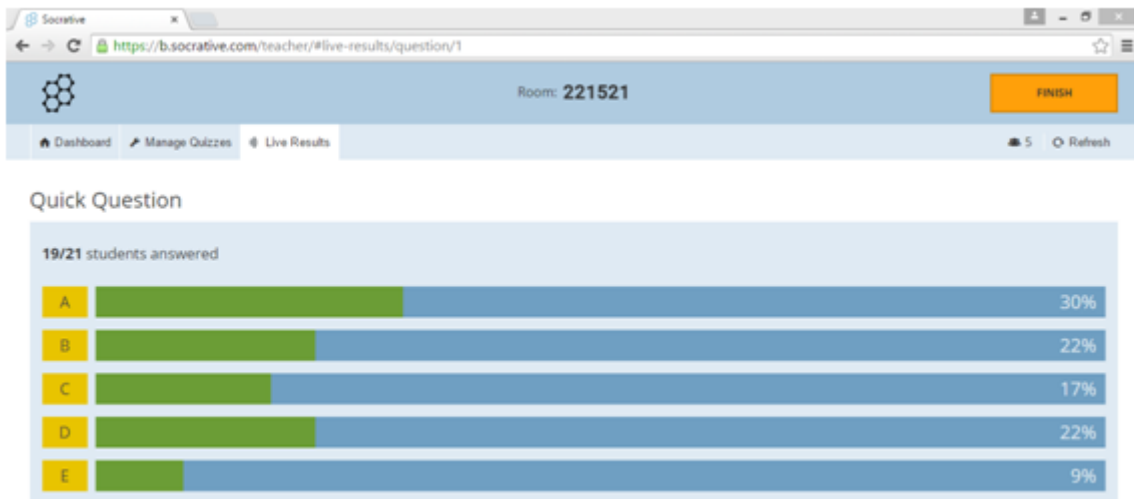 Socrative
https://b.socrative.com/teacher/#live-results/question/1
Room: 221521
FINISH
Dashboard Manage Quizzes Live Results 5 Refresh
Quick Question
19/21 students answered
A 30%
B 22%
C 17%
D 22%
E 9%